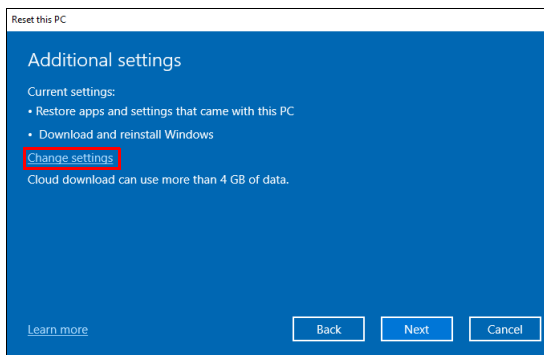 Reset this PC
Additional settings
Current settings:
• Restore apps and settings that came with this PC
• Download and reinstall Windows
Change settings
Cloud download can use more than 4 GB of data.
Learn more
Back
Next
Cancel